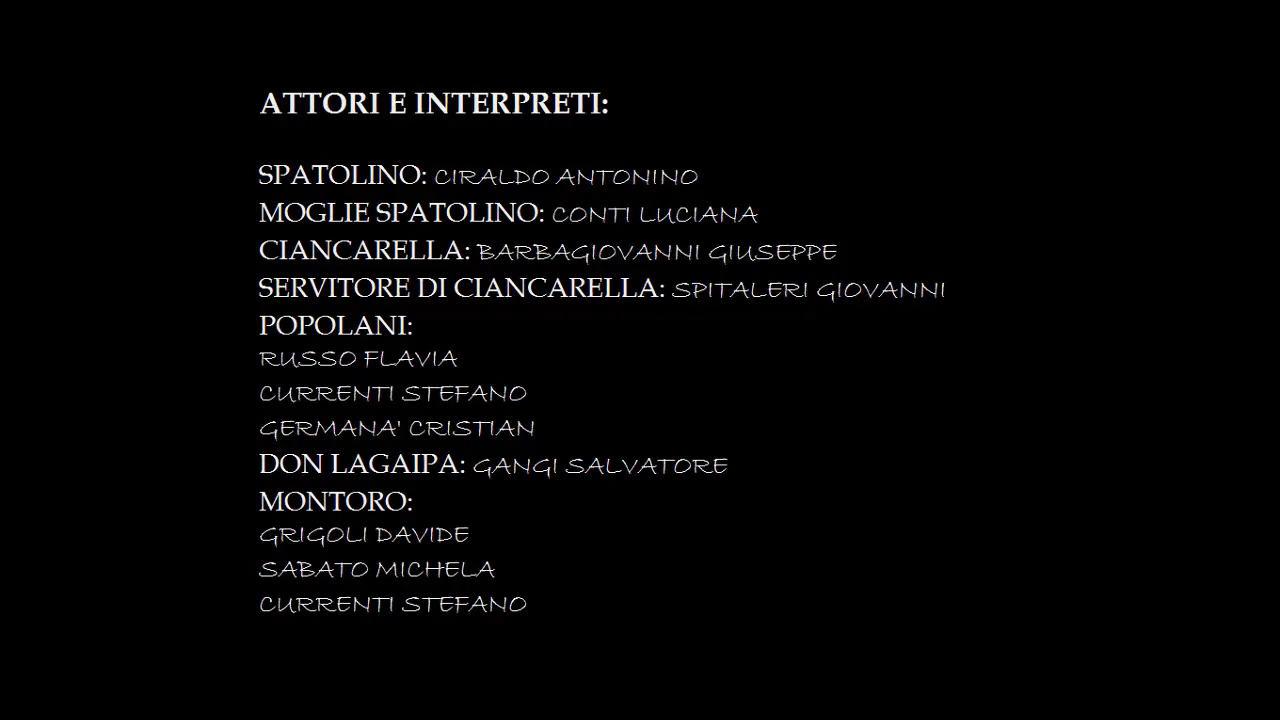 ATTORI E INTERPRETI:
SPATOLINO: CIRALDO ANTONINO
MOGLIE SPATOLINO: CONTI LUCIANA
CIANCARELLA: BARBAGIOVANNI GIUSEPPE
SERVITORE DI CIANCARELLA: SPITALERI GIOVANNI
POPOLANI:
RUSSO FLAVIA
CURRENTI STEFANO
GERMANA' CRISTIAN
DON LAGAIPA: GANGI SALVATORE
MONTORO:
GRIGOLI DAVIDE
SABATO MICHELA
CURRENTI STEFANO